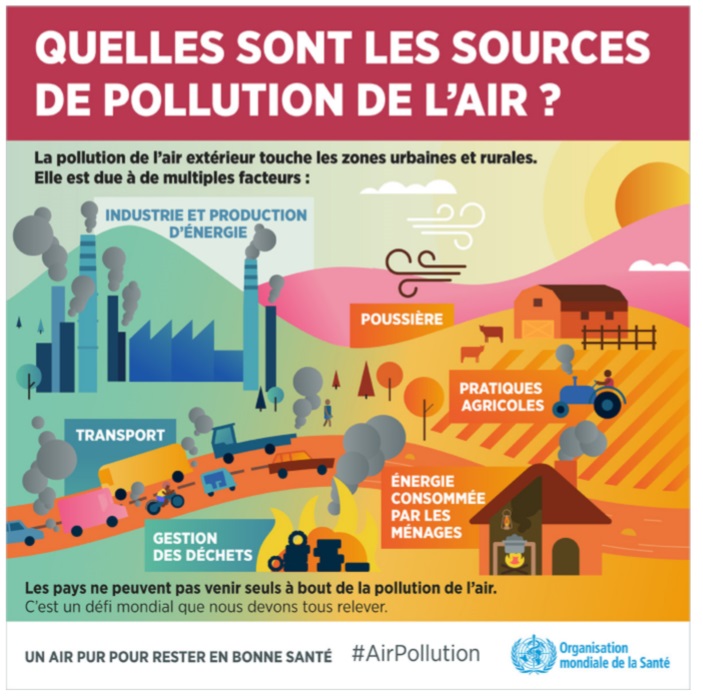 QUELLES SONT LES SOURCES
DE POLLUTION DE L'AIR ?
La pollution de l'air extérieur touche les zones urbaines et rurales.
Elle est due à de multiples facteurs :
INDUSTRIE ET PRODUCTION
D'ÉNERGIE
POUSSIÈRE
PRATIQUES
AGRICOLES
TRANSPORT
ÉNERGIE
CONSOMMÉE
PAR LES
MÉNAGES
GESTION
DES DÉCHETS
Les pays ne peuvent pas venir seuls à bout de la pollution de l'air.
C'est un défi mondial que nous devons tous relever.
UN AIR PUR POUR RESTER EN BONNE SANTÉ
#AirPollution
Organisation
mondiale de la Santé